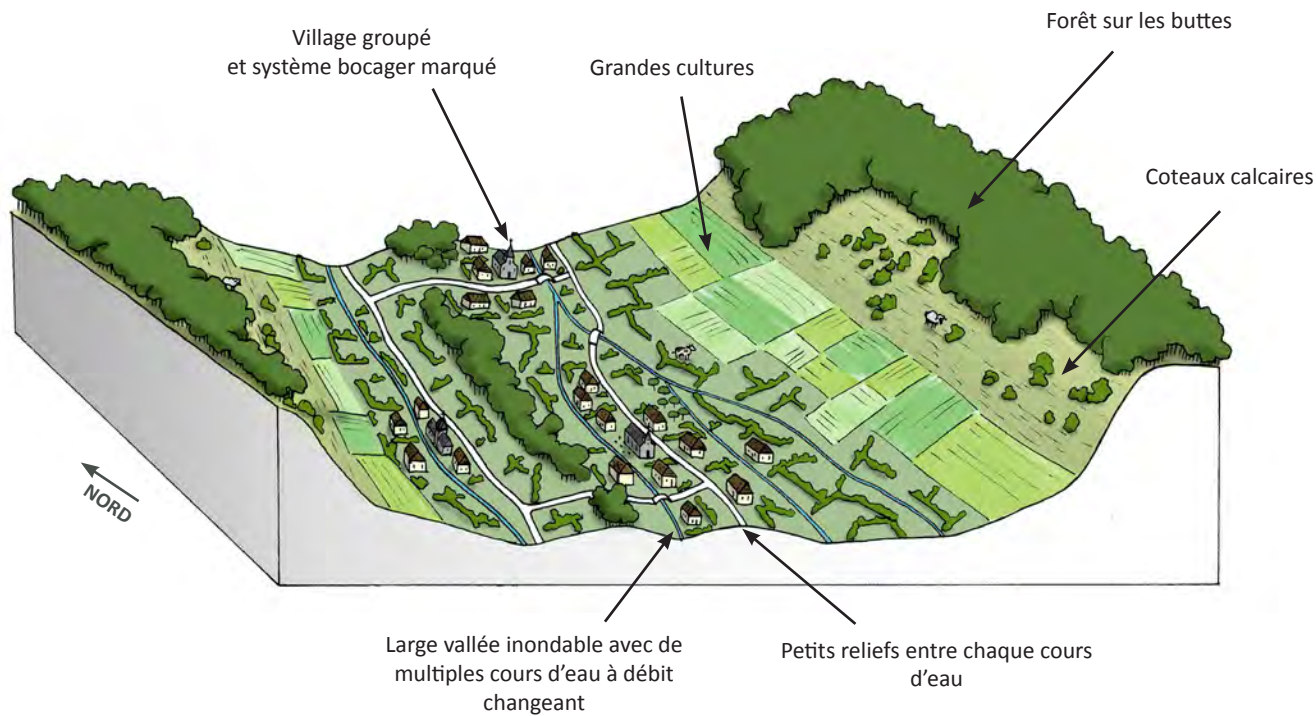 Forêt sur les buttes
Village groupé
et système bocager marqué
Grandes cultures
Coteaux calcaires
NORD
Large vallée inondable avec de
multiples cours d'eau à débit
changeant
Petits reliefs entre chaque cours
d'eau